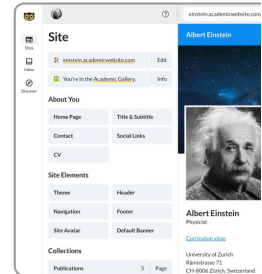 einstein.academicwebsite.com
Site
Albert Einstein
Sites
einstein.academicwebsite.com
Edit
Inbox
You're in the Academic Gallery.
Info
Discover
About You
Home Page
Title & Subtitle
Contact
Social Links
CV
Site Elements
Theme
Header
Navigation
Footer
Site Avatar
Default Banner
Collections
Publications
5
Page
Albert Einstein
Physicist
Curriculum vitae
University of Zurich
Rämistrasse 71
CH-8006 Zürich, Switzerland